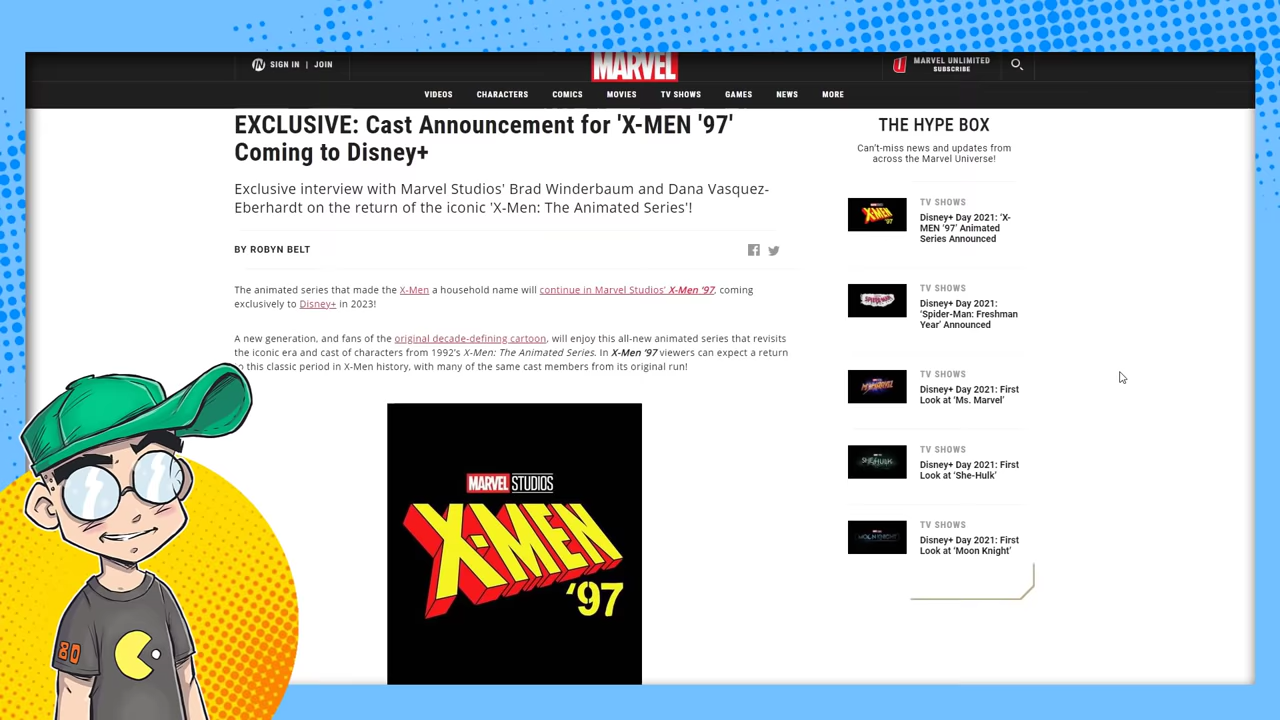 SIGN IN | JOIN
MARVEL
MARVEL UNLIMITED
SUBSCRIBE
VIDEOS CHARACTERS COMICS MOVIES TV SHOWS GAMES NEWS MORE
EXCLUSIVE: Cast Announcement for 'X-MEN '97'
Coming to Disney+
Exclusive interview with Marvel Studios' Brad Winderbaum and Dana Vasquez-
Eberhardt on the return of the iconic 'X-Men: The Animated Series'!
BY ROBYN BELT
The animated series that made the X-Men a household name will continue in Marvel Studios' X-Men '97, coming
exclusively to Disney+ in 2023!
A new generation, and fans of the original decade-defining cartoon, will enjoy this all-new animated series that revisits
the iconic era and cast of characters from 1992's X-Men: The Animated Series. In X-Men '97 viewers can expect a return
this classic period in X-Men history, with many of the same cast members from its original run!
MARVEL STUDIOS
X-MEN
'97
THE HYPE BOX
Can't-miss news and updates from
across the Marvel Universe!
X-MEN
'97
TV SHOWS
Disney+ Day 2021: 'X-
MEN '97' Animated
Series Announced
TV SHOWS
Disney+ Day 2021:
'Spider-Man: Freshman
Year' Announced
TV SHOWS
Disney+ Day 2021: First
Look at 'Ms. Marvel'
SHE-HULK
TV SHOWS
Disney+ Day 2021: First
Look at 'She-Hulk'
MOON KNIGHT
TV SHOWS
Disney+ Day 2021: First
Look at 'Moon Knight'
80